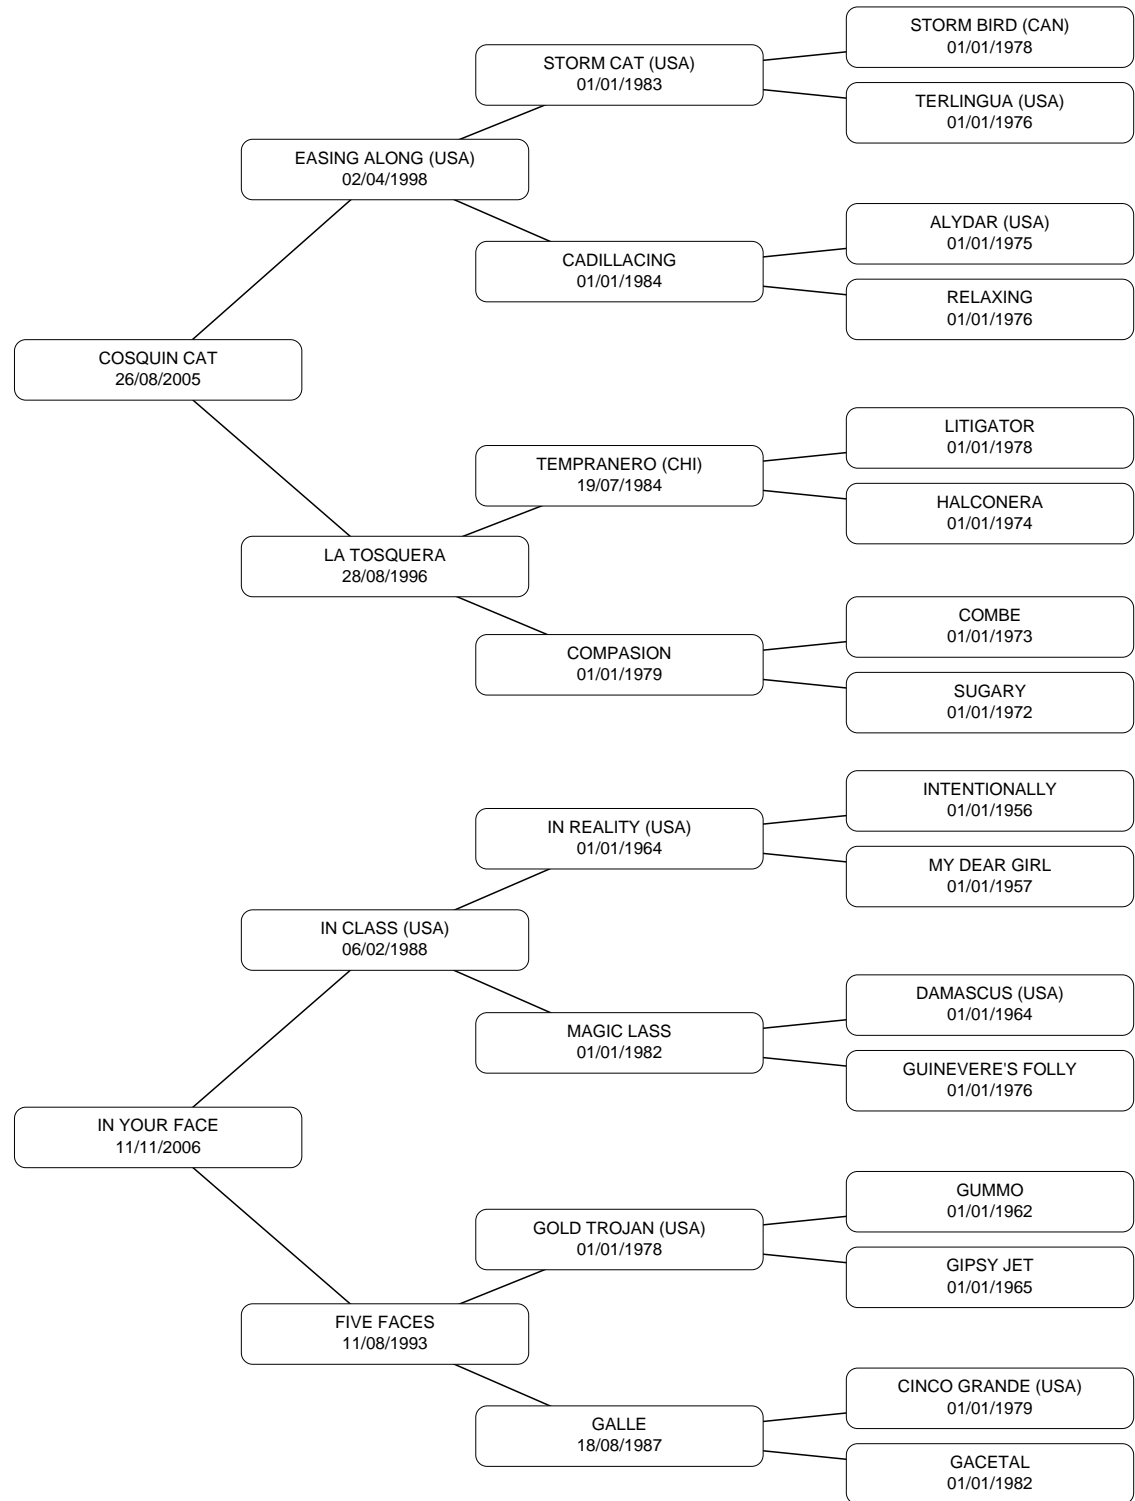 STORM BIRD (CAN)
01/01/1978
STORM CAT (USA)
01/01/1983
TERLINGUA (USA)
01/01/1976
EASING ALONG (USA)
02/04/1998
ALYDAR (USA)
01/01/1975
CADILLACING
01/01/1984
RELAXING
01/01/1976
COSQUIN CAT
26/08/2005
LITIGATOR
01/01/1978
TEMPRANERO (CHI)
19/07/1984
HALCONERA
01/01/1974
LA TOSQUERA
28/08/1996
COMBE
01/01/1973
COMPASION
01/01/1979
SUGARY
01/01/1972
INTENTIONALLY
01/01/1956
IN REALITY (USA)
01/01/1964
MY DEAR GIRL
01/01/1957
IN CLASS (USA)
06/02/1988
DAMASCUS (USA)
01/01/1964
MAGIC LASS
01/01/1982
GUINEVERE'S FOLLY
01/01/1976
IN YOUR FACE
11/11/2006
GUMMO
01/01/1962
GOLD TROJAN (USA)
01/01/1978
GIPSY JET
01/01/1965
FIVE FACES
11/08/1993
CINCO GRANDE (USA)
01/01/1979
GALLE
18/08/1987
GACETAL
01/01/1982